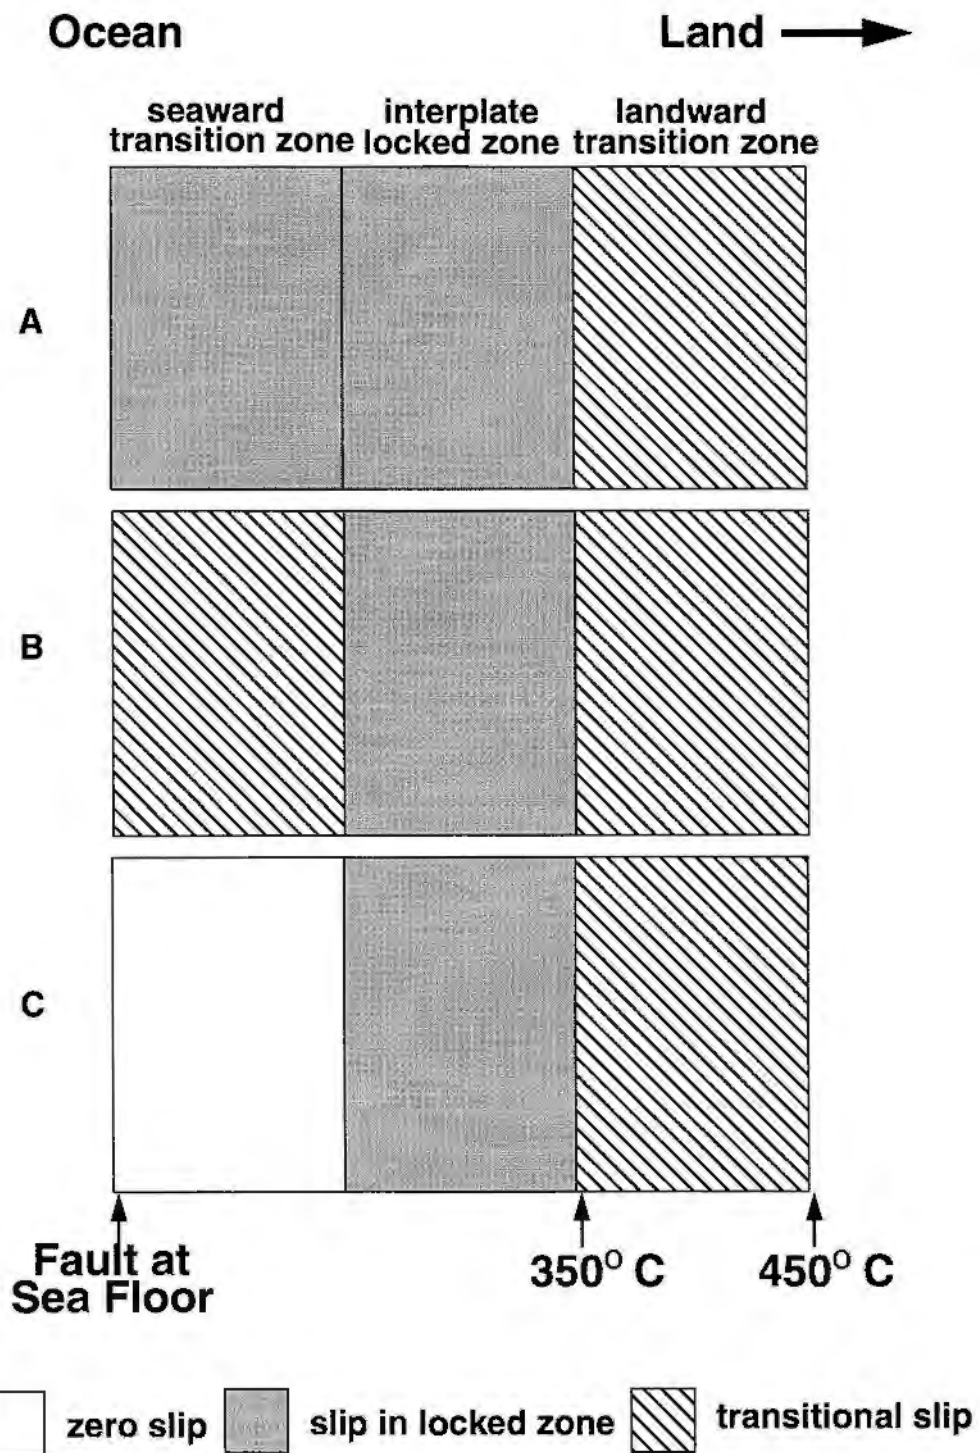 Ocean Land
seaward interplate landward
transition zone locked zone transition zone
A
B
C
Fault at
Sea Floor
350° C 450° C
zero slip slip in locked zone transitional slip